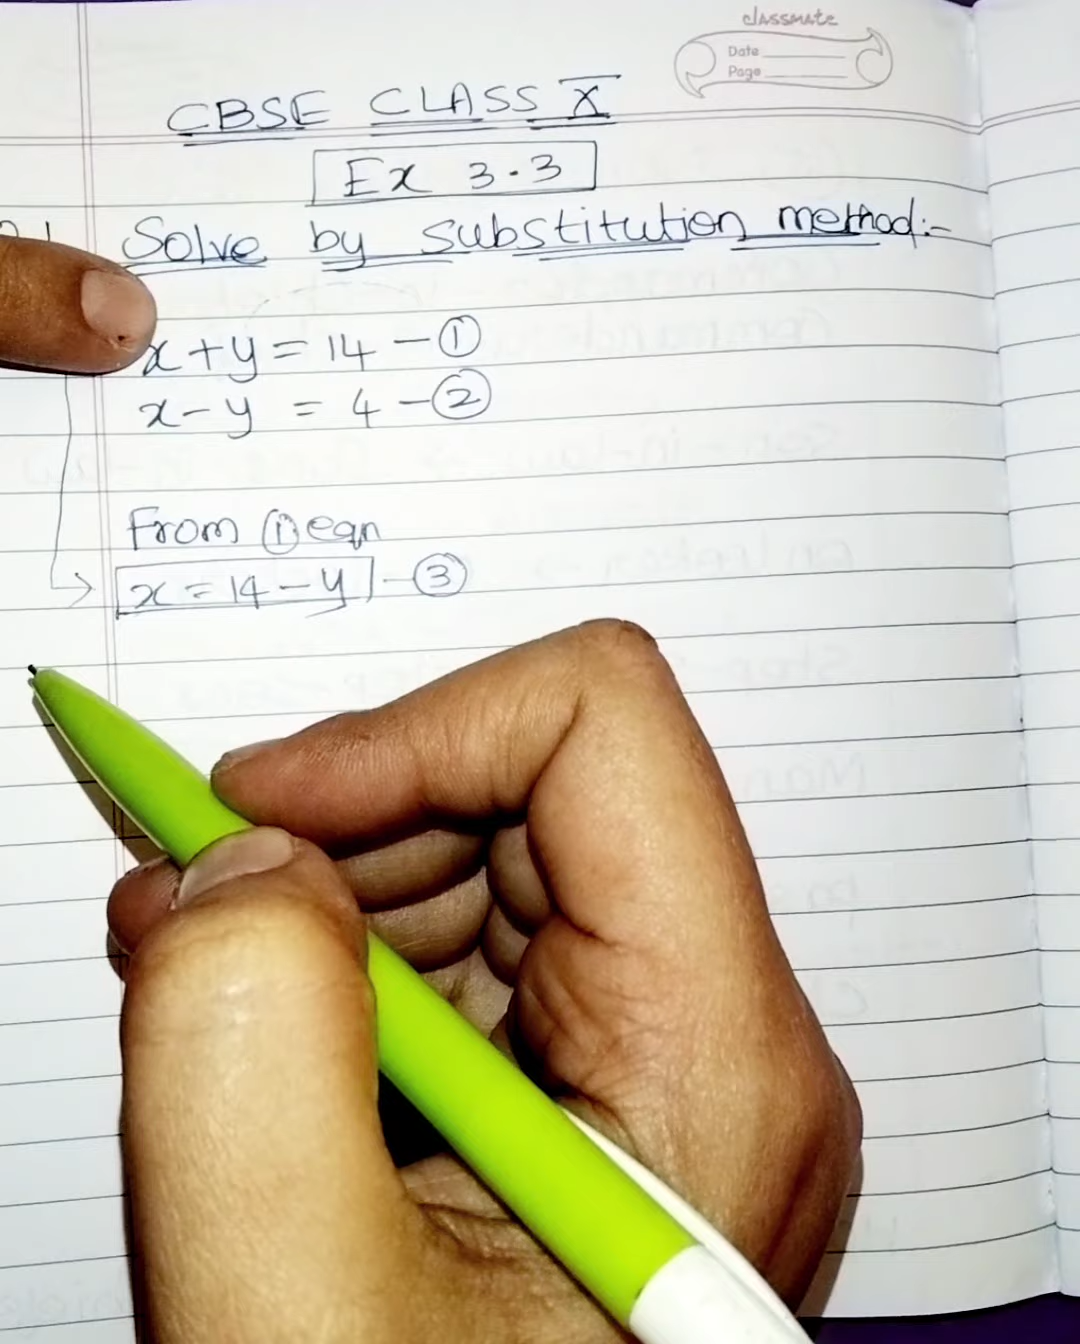 classmate
Date
Page
CBSE CLASS X
Ex 3.3
Solve by substitution method:-
x+y = 14 - ①
x-y = 4 - ②
From ① eqn
x = 14 - y - ③